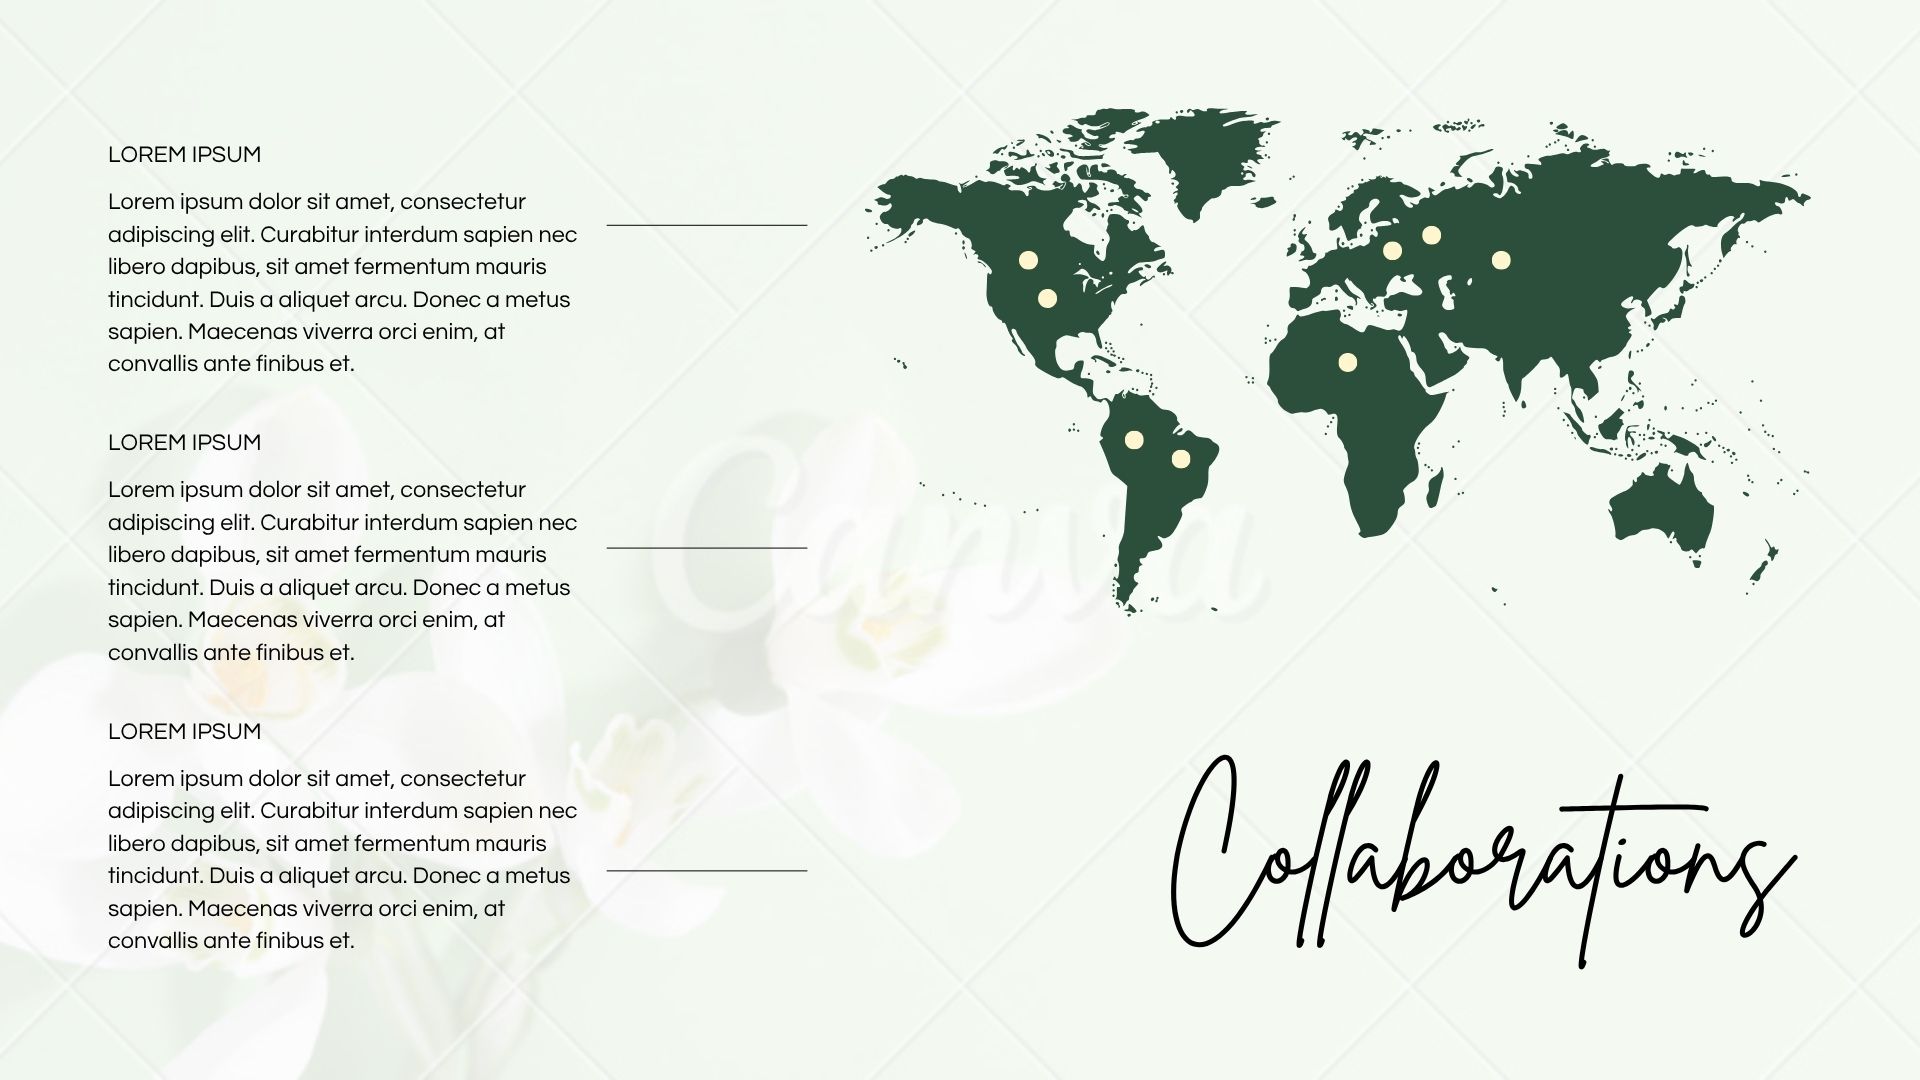 LOREM IPSUM
Lorem ipsum dolor sit amet, consectetur
adipiscing elit. Curabitur interdum sapien nec
libero dapibus, sit amet fermentum mauris
tincidunt. Duis a aliquet arcu. Donec a metus
sapien. Maecenas viverra orci enim, at
convallis ante finibus et.
LOREM IPSUM
Lorem ipsum dolor sit amet, consectetur
adipiscing elit. Curabitur interdum sapien nec
libero dapibus, sit amet fermentum mauris
tincidunt. Duis a aliquet arcu. Donec a metus
sapien. Maecenas viverra orci enim, at
convallis ante finibus et.
LOREM IPSUM
Lorem ipsum dolor sit amet, consectetur
adipiscing elit. Curabitur interdum sapien nec
libero dapibus, sit amet fermentum mauris
tincidunt. Duis a aliquet arcu. Donec a metus
sapien. Maecenas viverra orci enim, at
convallis ante finibus et.
Canva
Collaborations